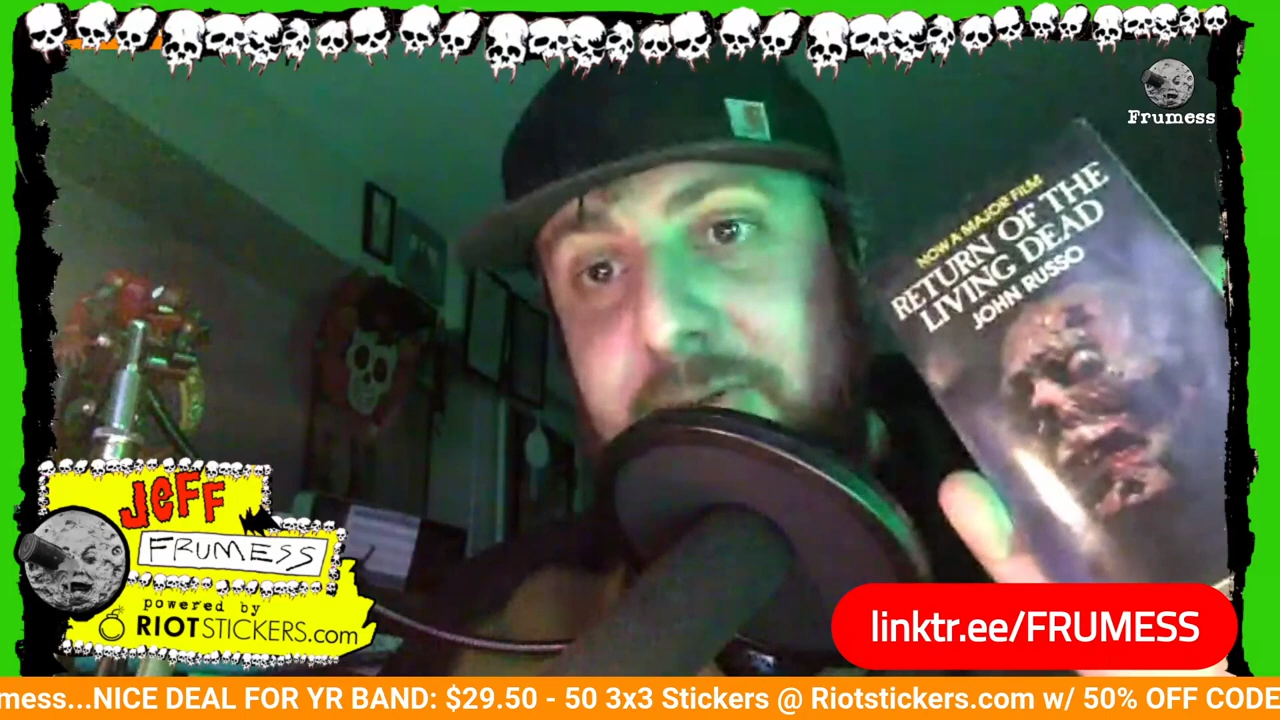 Frumess
NOW A MAJOR FILM
RETURN OF THE
LIVING DEAD
JOHN RUSSO
JEFF
FRUMESS
powered by
RIOTSTICKERS.com
linktr.ee/FRUMESS
mess...NICE DEAL FOR YR BAND: $29.50 - 50 3x3 Stickers @ Riotstickers.com w/ 50% OFF CODE